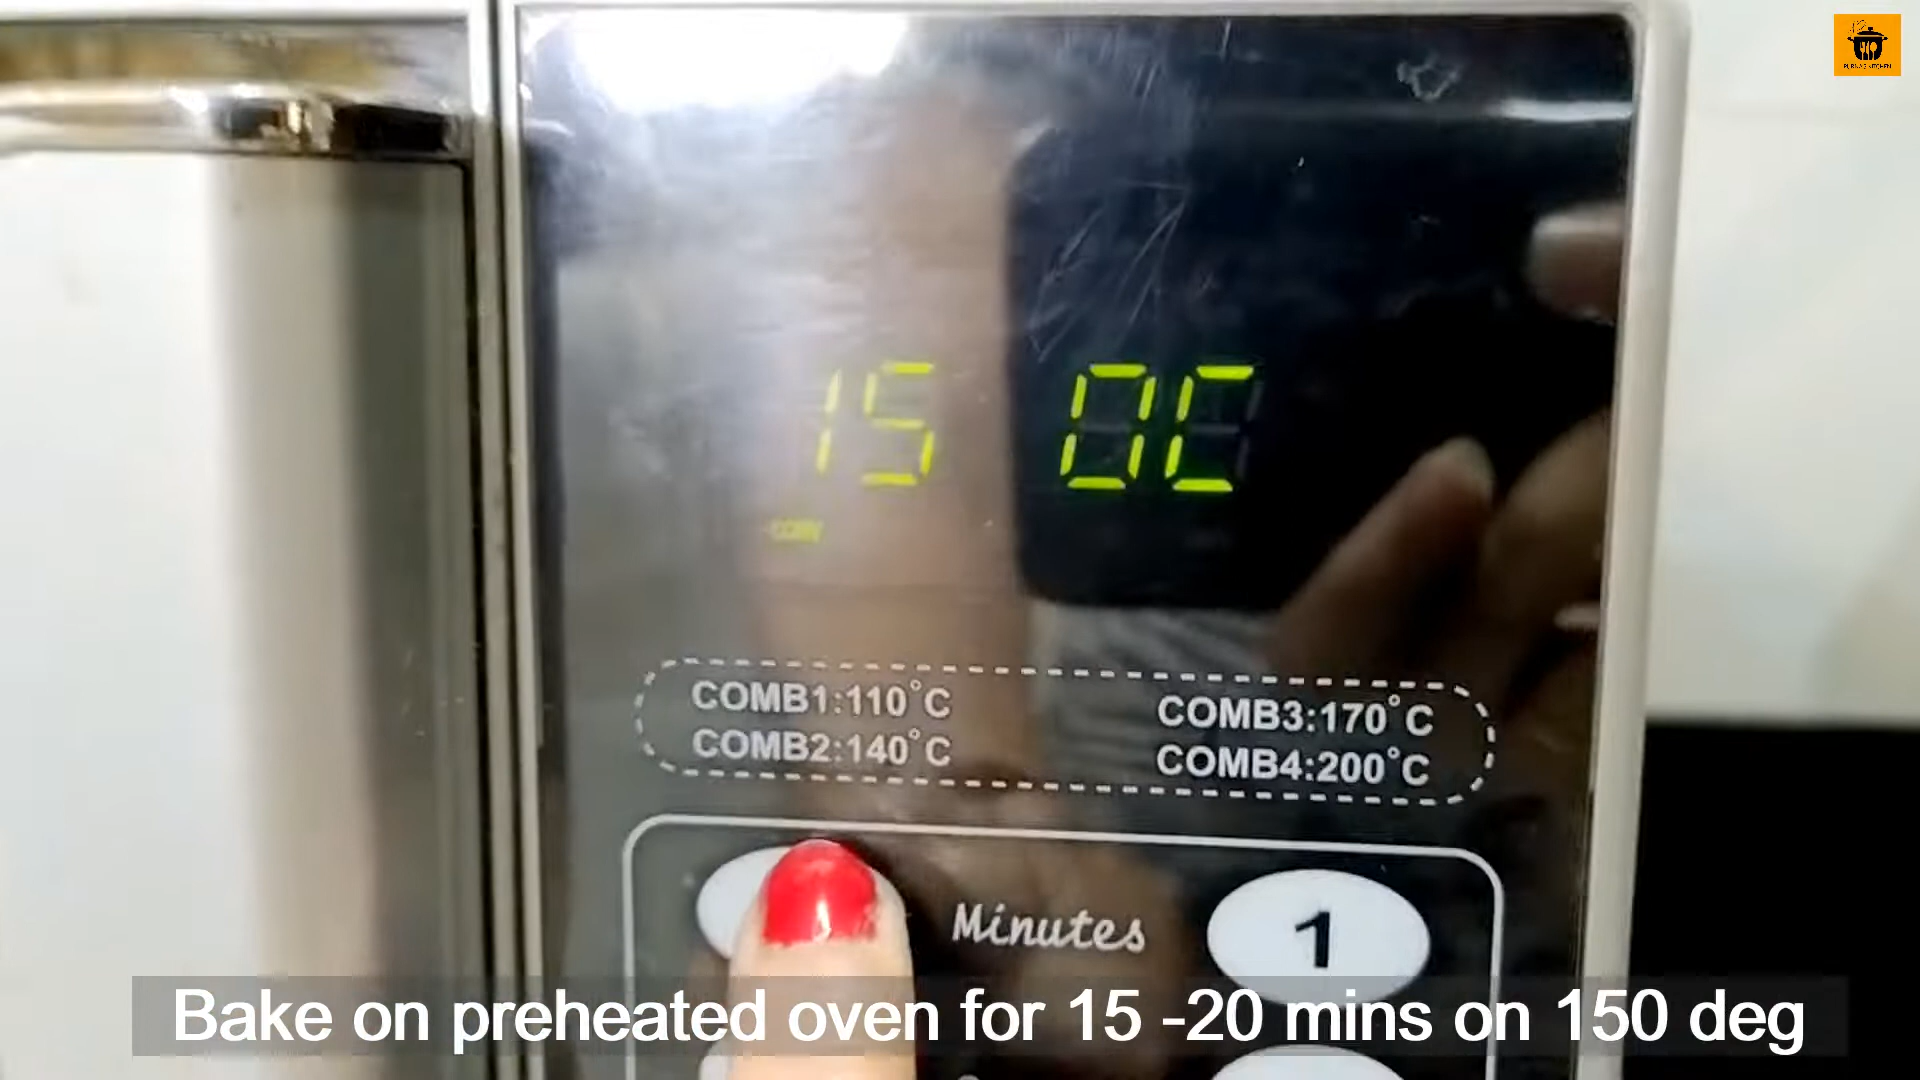 15 0C
CONV
COMB1:110°C
COMB3:170°C
COMB2:140°C
COMB4:200°C
Minutes
1
Bake on preheated oven for 15 -20 mins on 150 deg